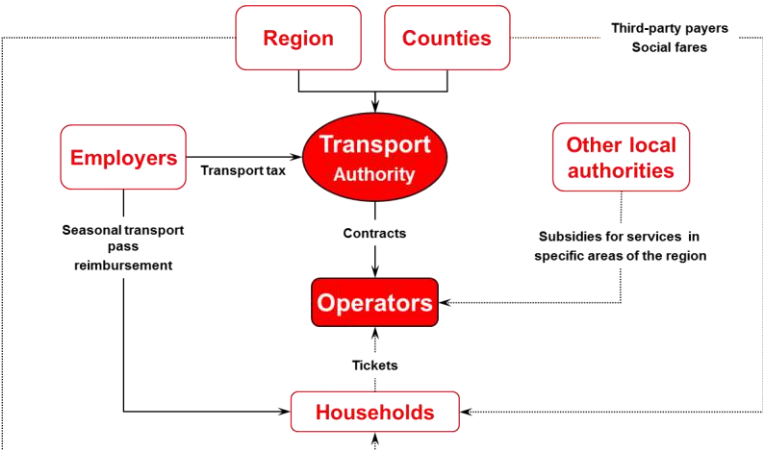 Region
Counties
Third-party payers
Social fares
Employers
Transport tax
Transport
Authority
Other local
authorities
Seasonal transport
pass
reimbursement
Contracts
Subsidies for services in
specific areas of the region
Operators
Tickets
Households